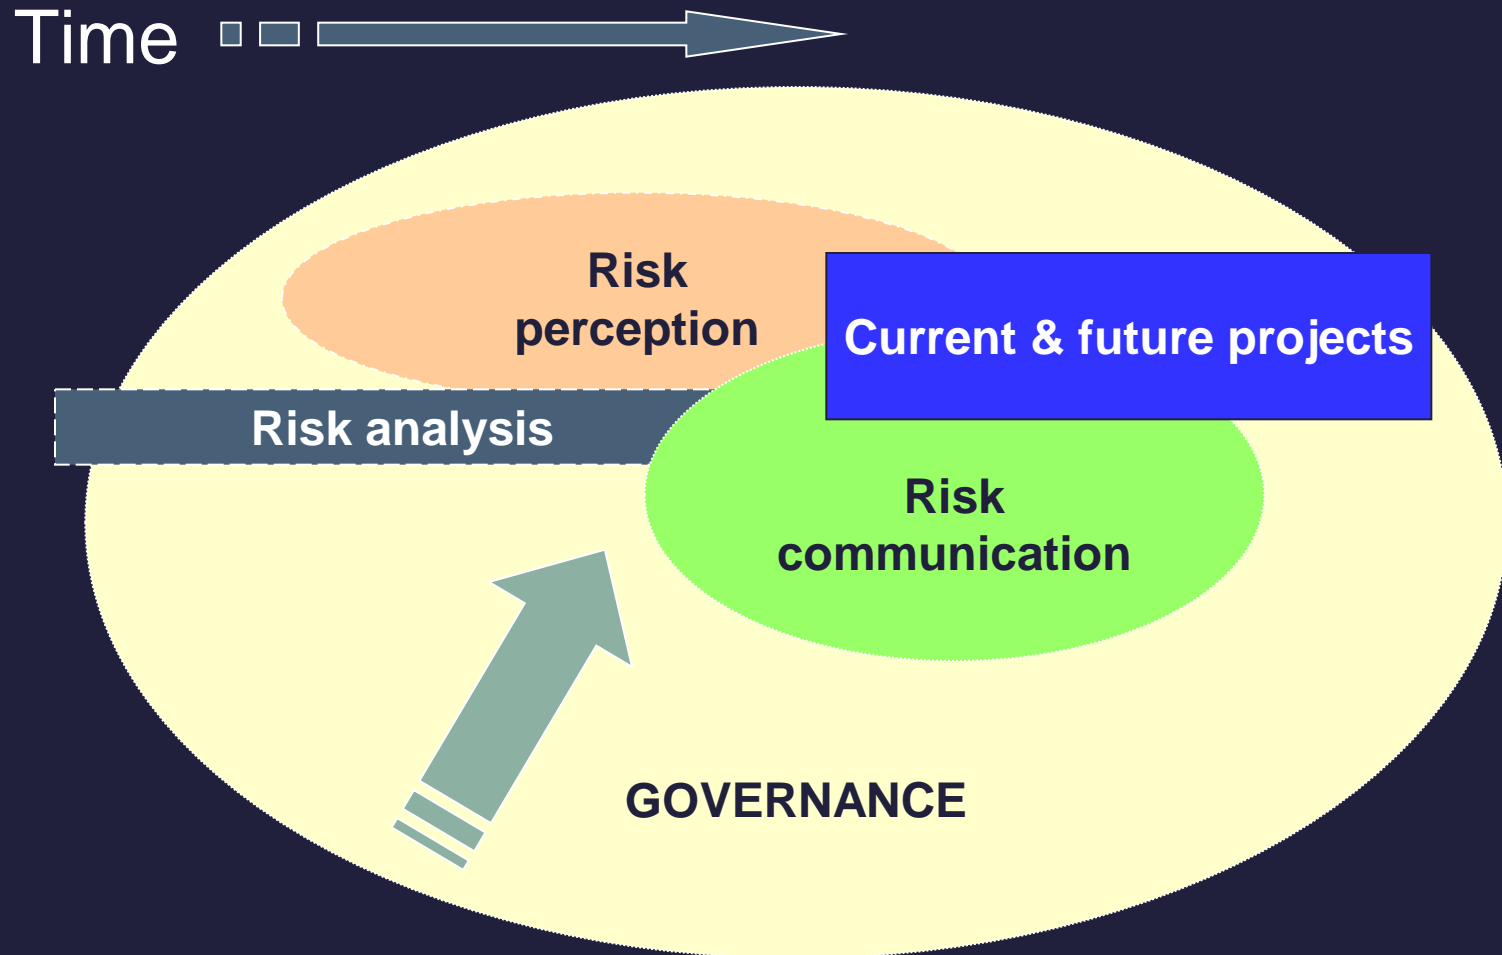 Time
Risk
perception
Current & future projects
Risk analysis
Risk
communication
GOVERNANCE